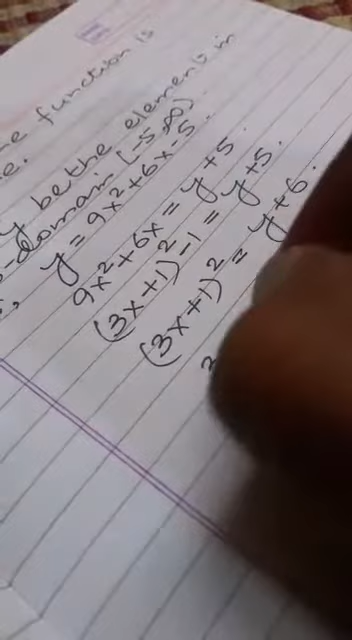 function is
e.
y be the element in
-domain [-5, ∞)
y = 9x² + 6x - 5.
9x² + 6x = y + 5.
(3x + 1)² - 1 = y + 5.
(3x + 1)² = y + 6.